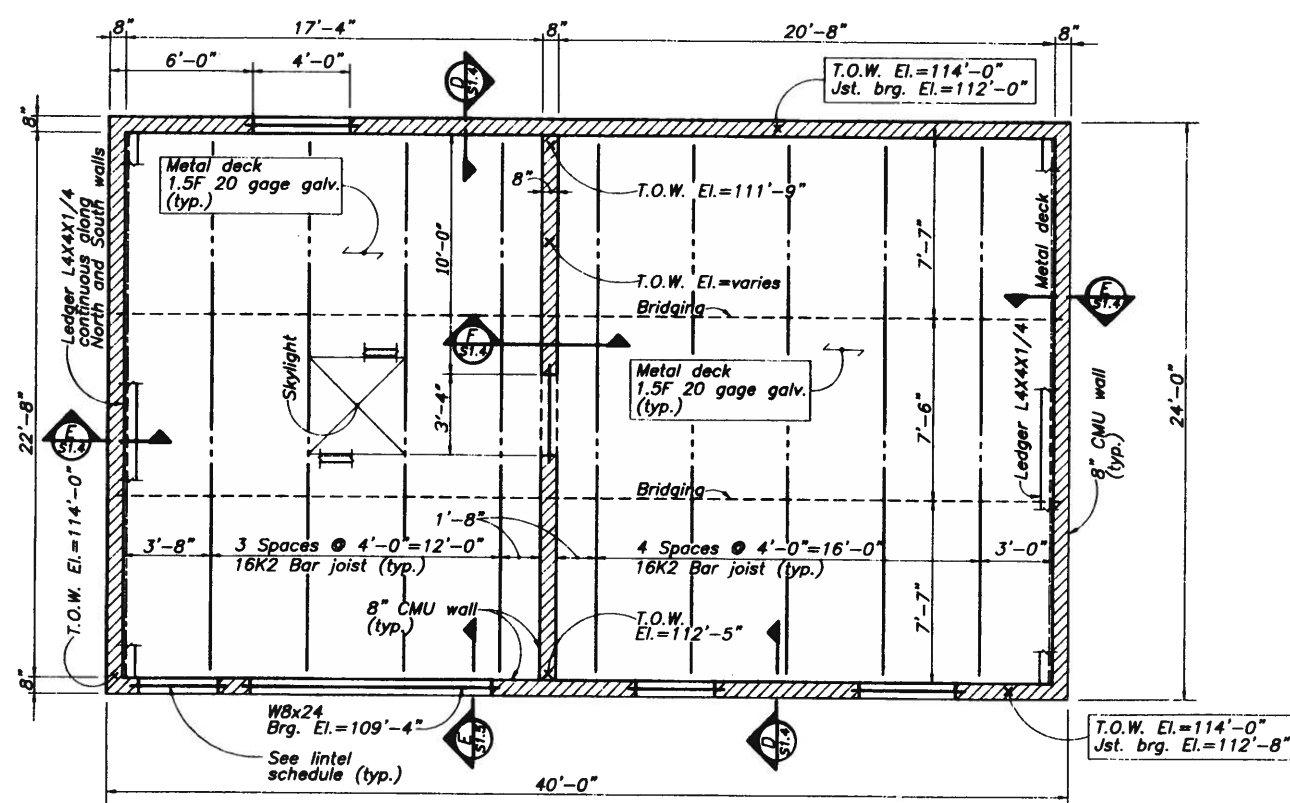 8"
17'-4"
8"
20'-8"
8"
6'-0"
4'-0"
D
S1.4
T.O.W. El.=114'-0"
Jst. brg. El.=112'-0"
8"
Metal deck
1.5F 20 gage galv.
(typ.)
8"
T.O.W. El.=111'-9"
Ledger L4X4X1/4
continuous along
North and South walls
10'-0"
7'-7"
Metal deck
T.O.W. El.=varies
Bridging
E
S1.4
F
S1.4
Skylight
Metal deck
1.5F 20 gage galv.
(typ.)
3'-4"
7'-6"
Ledger L4X4X1/4
8" CMU wall
(typ.)
24'-0"
22'-8"
E
S1.4
Bridging
1'-8"
3'-8"
3 Spaces @ 4'-0"=12'-0"
16K2 Bar joist (typ.)
4 Spaces @ 4'-0"=16'-0"
16K2 Bar joist (typ.)
3'-0"
T.O.W. El.=114'-0"
8" CMU wall
(typ.)
T.O.W.
El.=112'-5"
7'-7"
8"
W8x24
Brg. El.=109'-4"
E
S1.5
D
S1.4
T.O.W. El.=114'-0"
Jst. brg. El.=112'-8"
See lintel
schedule (typ.)
40'-0"